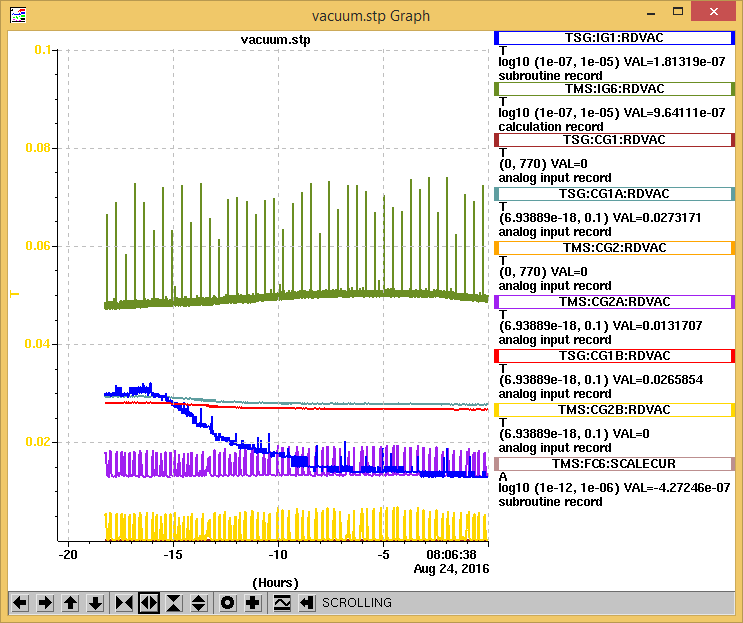 vacuum.stp Graph
vacuum.stp
0.1
0.08
0.06
T
0.04
0.02
-20
-15
-10
-5
08:06:38
Aug 24, 2016
(Hours)
TSG:IG1:RDVAC
T
log10 (1e-07, 1e-05) VAL=1.81319e-07
subroutine record
TMS:IG6:RDVAC
T
log10 (1e-07, 1e-05) VAL=9.64111e-07
calculation record
TSG:CG1:RDVAC
T
(0, 770) VAL=0
analog input record
TSG:CG1A:RDVAC
T
(6.93889e-18, 0.1) VAL=0.0273171
analog input record
TMS:CG2:RDVAC
T
(0, 770) VAL=0
analog input record
TMS:CG2A:RDVAC
T
(6.93889e-18, 0.1) VAL=0.0131707
analog input record
TSG:CG1B:RDVAC
T
(6.93889e-18, 0.1) VAL=0.0265854
analog input record
TMS:CG2B:RDVAC
T
(6.93889e-18, 0.1) VAL=0
analog input record
TMS:FC6:SCALECUR
A
log10 (1e-12, 1e-06) VAL=-4.27246e-07
subroutine record
SCROLLING